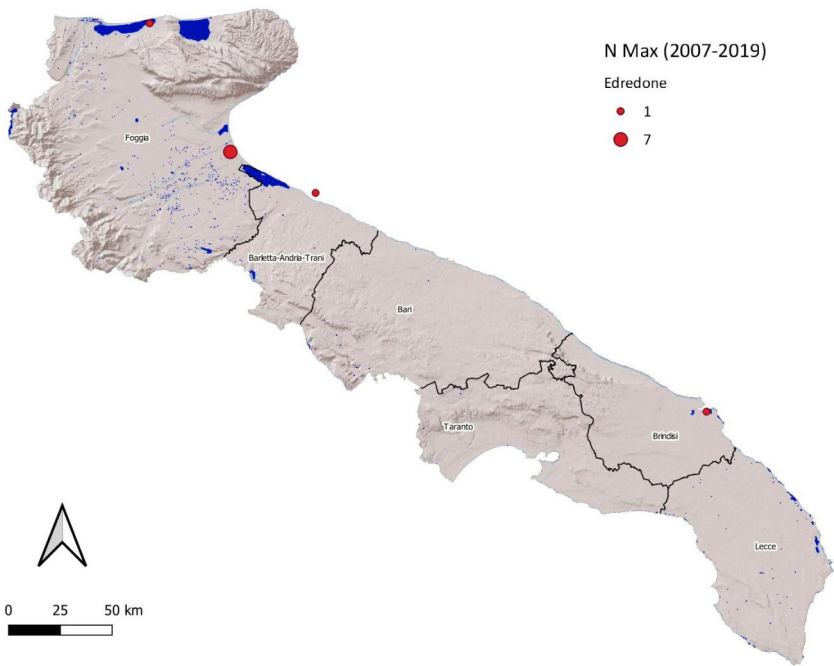 N Max (2007-2019)
Edredone
1
7
Foggia
Barletta-Andria-Trani
Bari
Taranto
Brindisi
Lecce
0 25 50 km